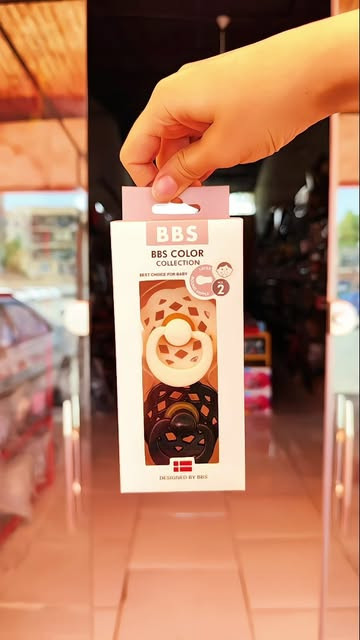 BBS
BBS COLOR
COLLECTION
BEST CHOICE FOR BABY
2
DESIGNED BY BBS